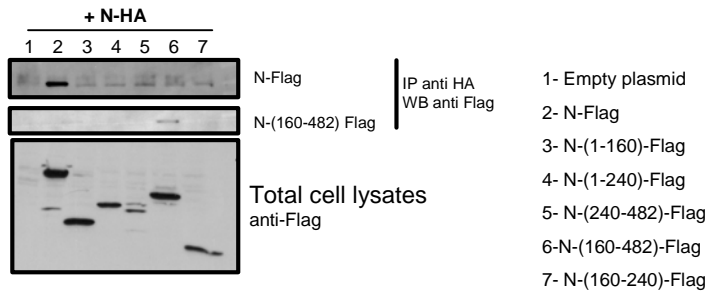 + N-HA
1 2 3 4 5 6 7
N-Flag
N-(160-482) Flag
IP anti HA
WB anti Flag
Total cell lysates
anti-Flag
1- Empty plasmid
2- N-Flag
3- N-(1-160)-Flag
4- N-(1-240)-Flag
5- N-(240-482)-Flag
6-N-(160-482)-Flag
7- N-(160-240)-Flag